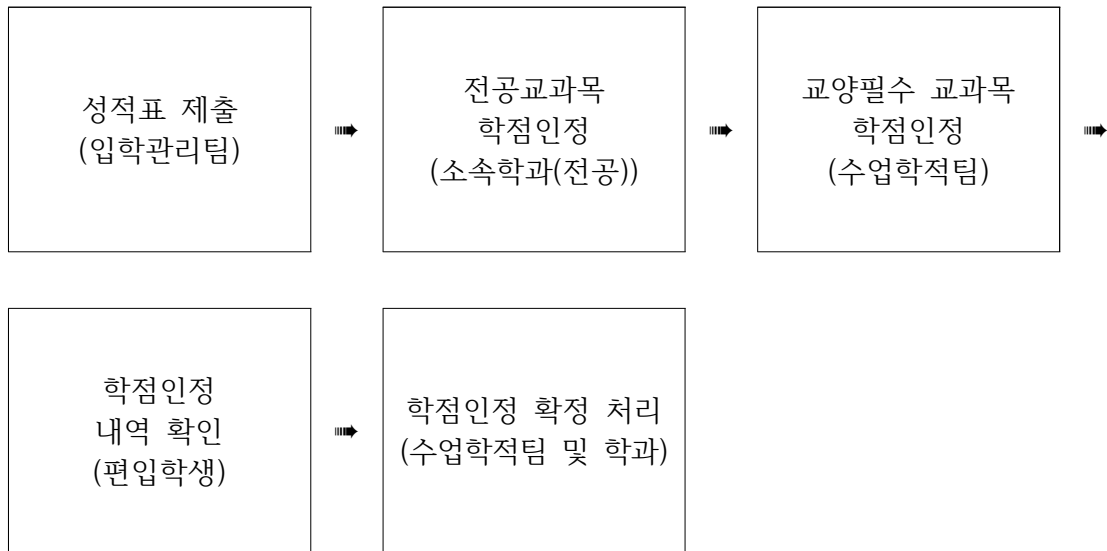 성적표 제출
(입학관리팀)
전공교과목
학점인정
(소속학과(전공))
교양필수 교과목
학점인정
(수업학적팀)
학점인정
내역 확인
(편입학생)
학점인정 확정 처리
(수업학적팀 및 학과)